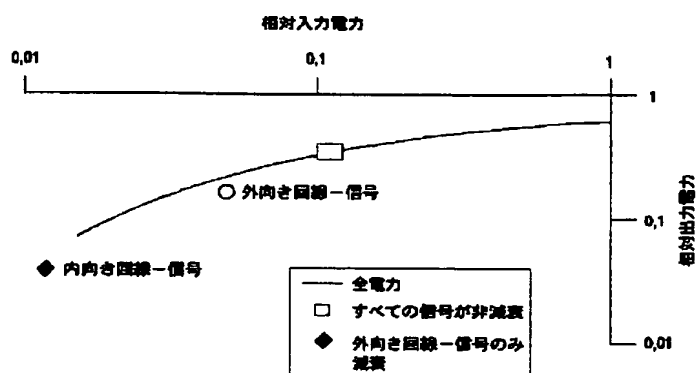 相対入力電力
0,01
0,1
1
1
外向き回線－信号
0,1
相対出力電力
内向き回線－信号
全電力
すべての信号が非減衰
外向き回線－信号のみ
減衰
0,01